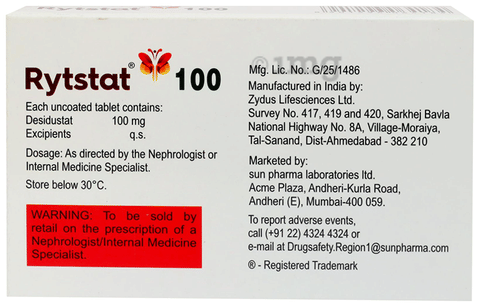 Rytstat® 100
Each uncoated tablet contains:
Desidustat 100 mg
Excipients q.s.
Dosage: As directed by the Nephrologist or
Internal Medicine Specialist.
Store below 30°C.
WARNING: To be sold by
retail on the prescription of a
Nephrologist/Internal Medicine
Specialist.
1mg
Mfg. Lic. No.: G/25/1486
Manufactured in India by:
Zydus Lifesciences Ltd.
Survey No. 417, 419 and 420, Sarkhej Bavla
National Highway No. 8A, Village-Moraiya,
Tal-Sanand, Dist-Ahmedabad - 382 210
Marketed by:
sun pharma laboratories ltd.
Acme Plaza, Andheri-Kurla Road,
Andheri (E), Mumbai-400 059.
To report adverse events,
call (+91 22) 4324 4324 or
e-mail at Drugsafety.Region1@sunpharma.com
® - Registered Trademark